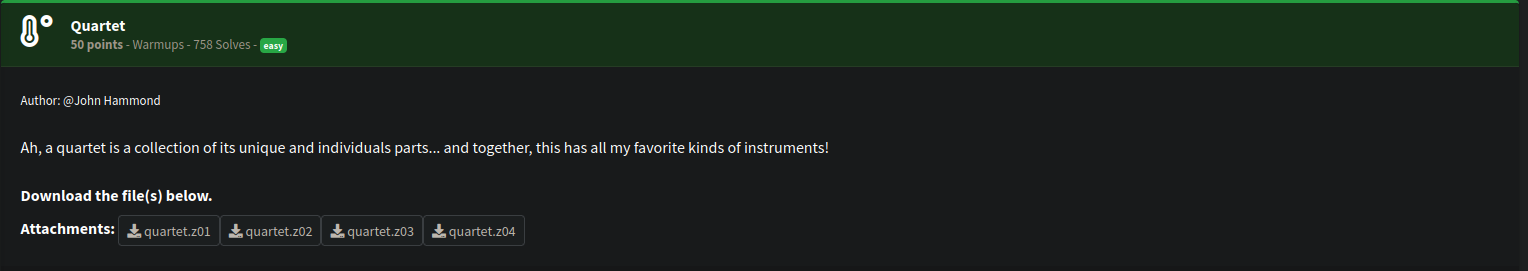 Quartet
50 points - Warmups - 758 Solves - easy
Author: @John Hammond
Ah, a quartet is a collection of its unique and individuals parts... and together, this has all my favorite kinds of instruments!
Download the file(s) below.
Attachments: quartet.z01 quartet.z02 quartet.z03 quartet.z04